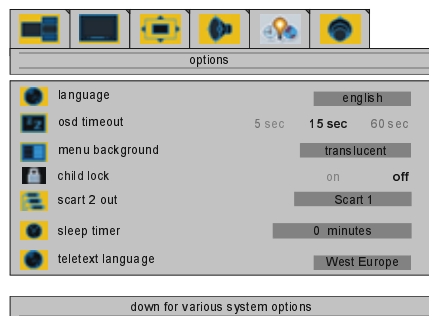 options
language english
osd timeout 5 sec 15 sec 60 sec
menu background translucent
child lock on off
scart 2 out Scart 1
sleep timer 0 minutes
teletext language West Europe
down for various system options